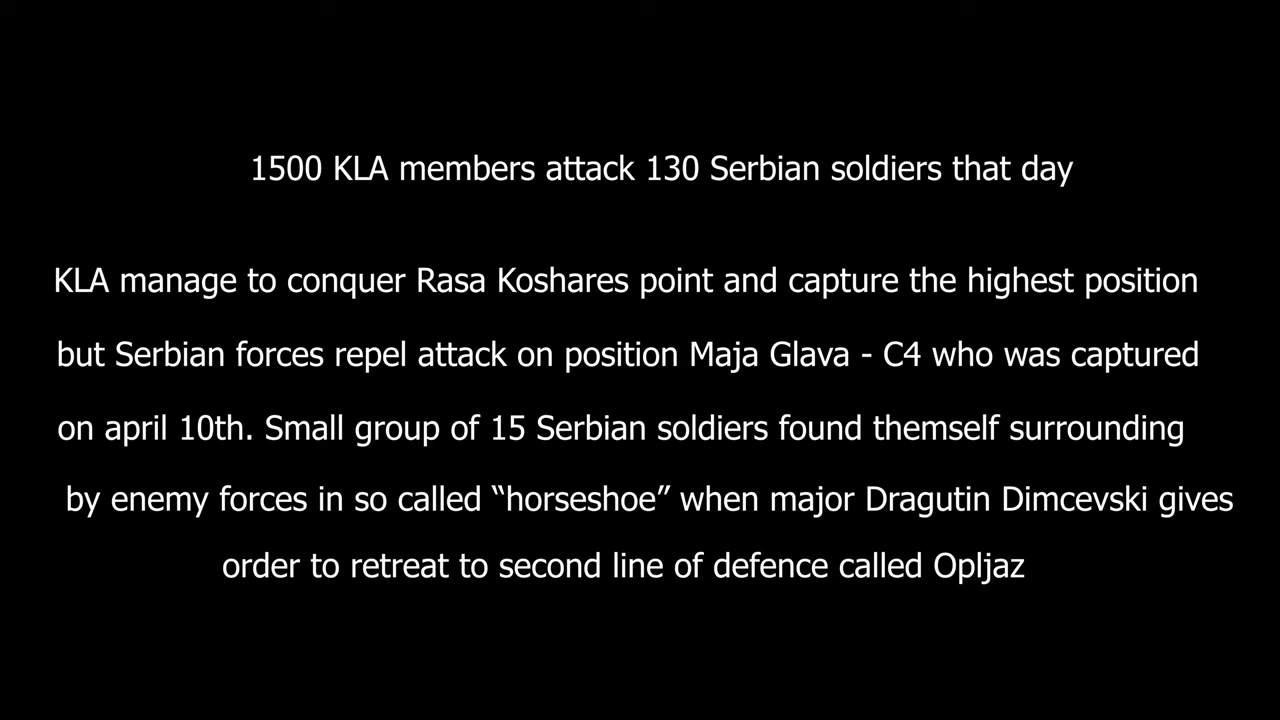 1500 KLA members attack 130 Serbian soldiers that day
KLA manage to conquer Rasa Koshares point and capture the highest position
but Serbian forces repel attack on position Maja Glava - C4 who was captured
on april 10th. Small group of 15 Serbian soldiers found themself surrounding
by enemy forces in so called “horseshoe” when major Dragutin Dimcevski gives
order to retreat to second line of defence called Opljaz